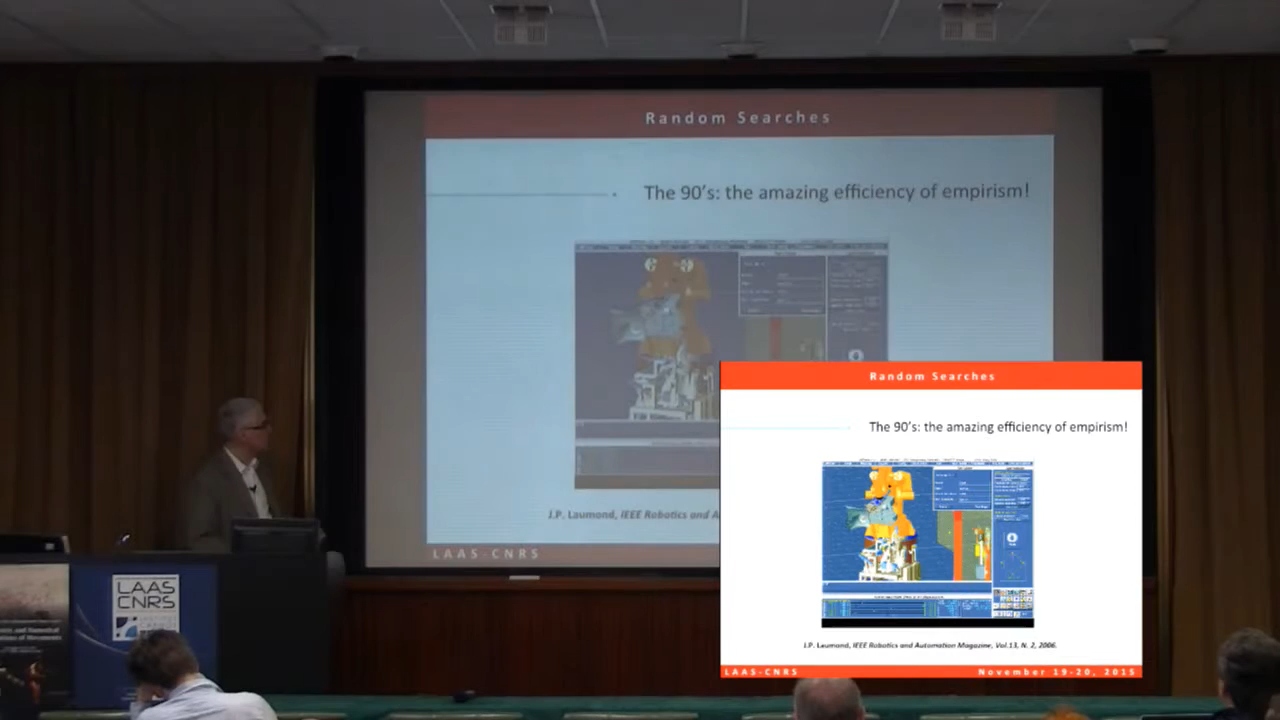 Random Searches
The 90's: the amazing efficiency of empirism!
J.P. Laumond, IEEE Robotics and A
LAAS-CNRS
Random Searches
The 90's: the amazing efficiency of empirism!
J.P. Laumond, IEEE Robotics and Automation Magazine, Vol.13, N. 2, 2006.
LAAS-CNRS
November 19-20, 2015
LAAS
CNRS
of Movements